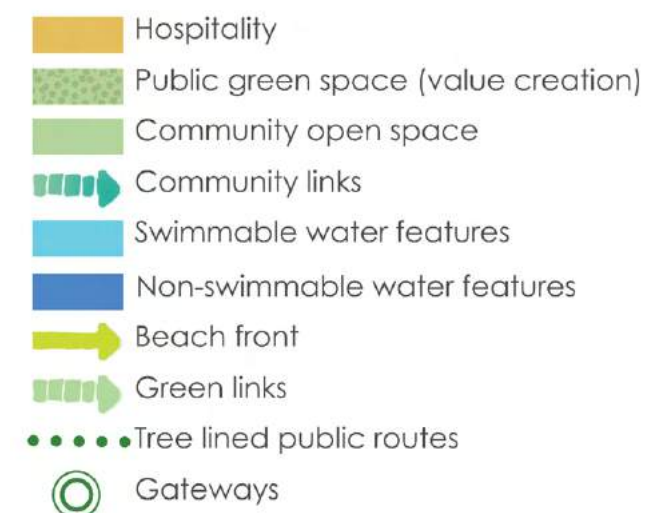 Hospitality
Public green space (value creation)
Community open space
Community links
Swimmable water features
Non-swimmable water features
Beach front
Green links
Tree lined public routes
Gateways